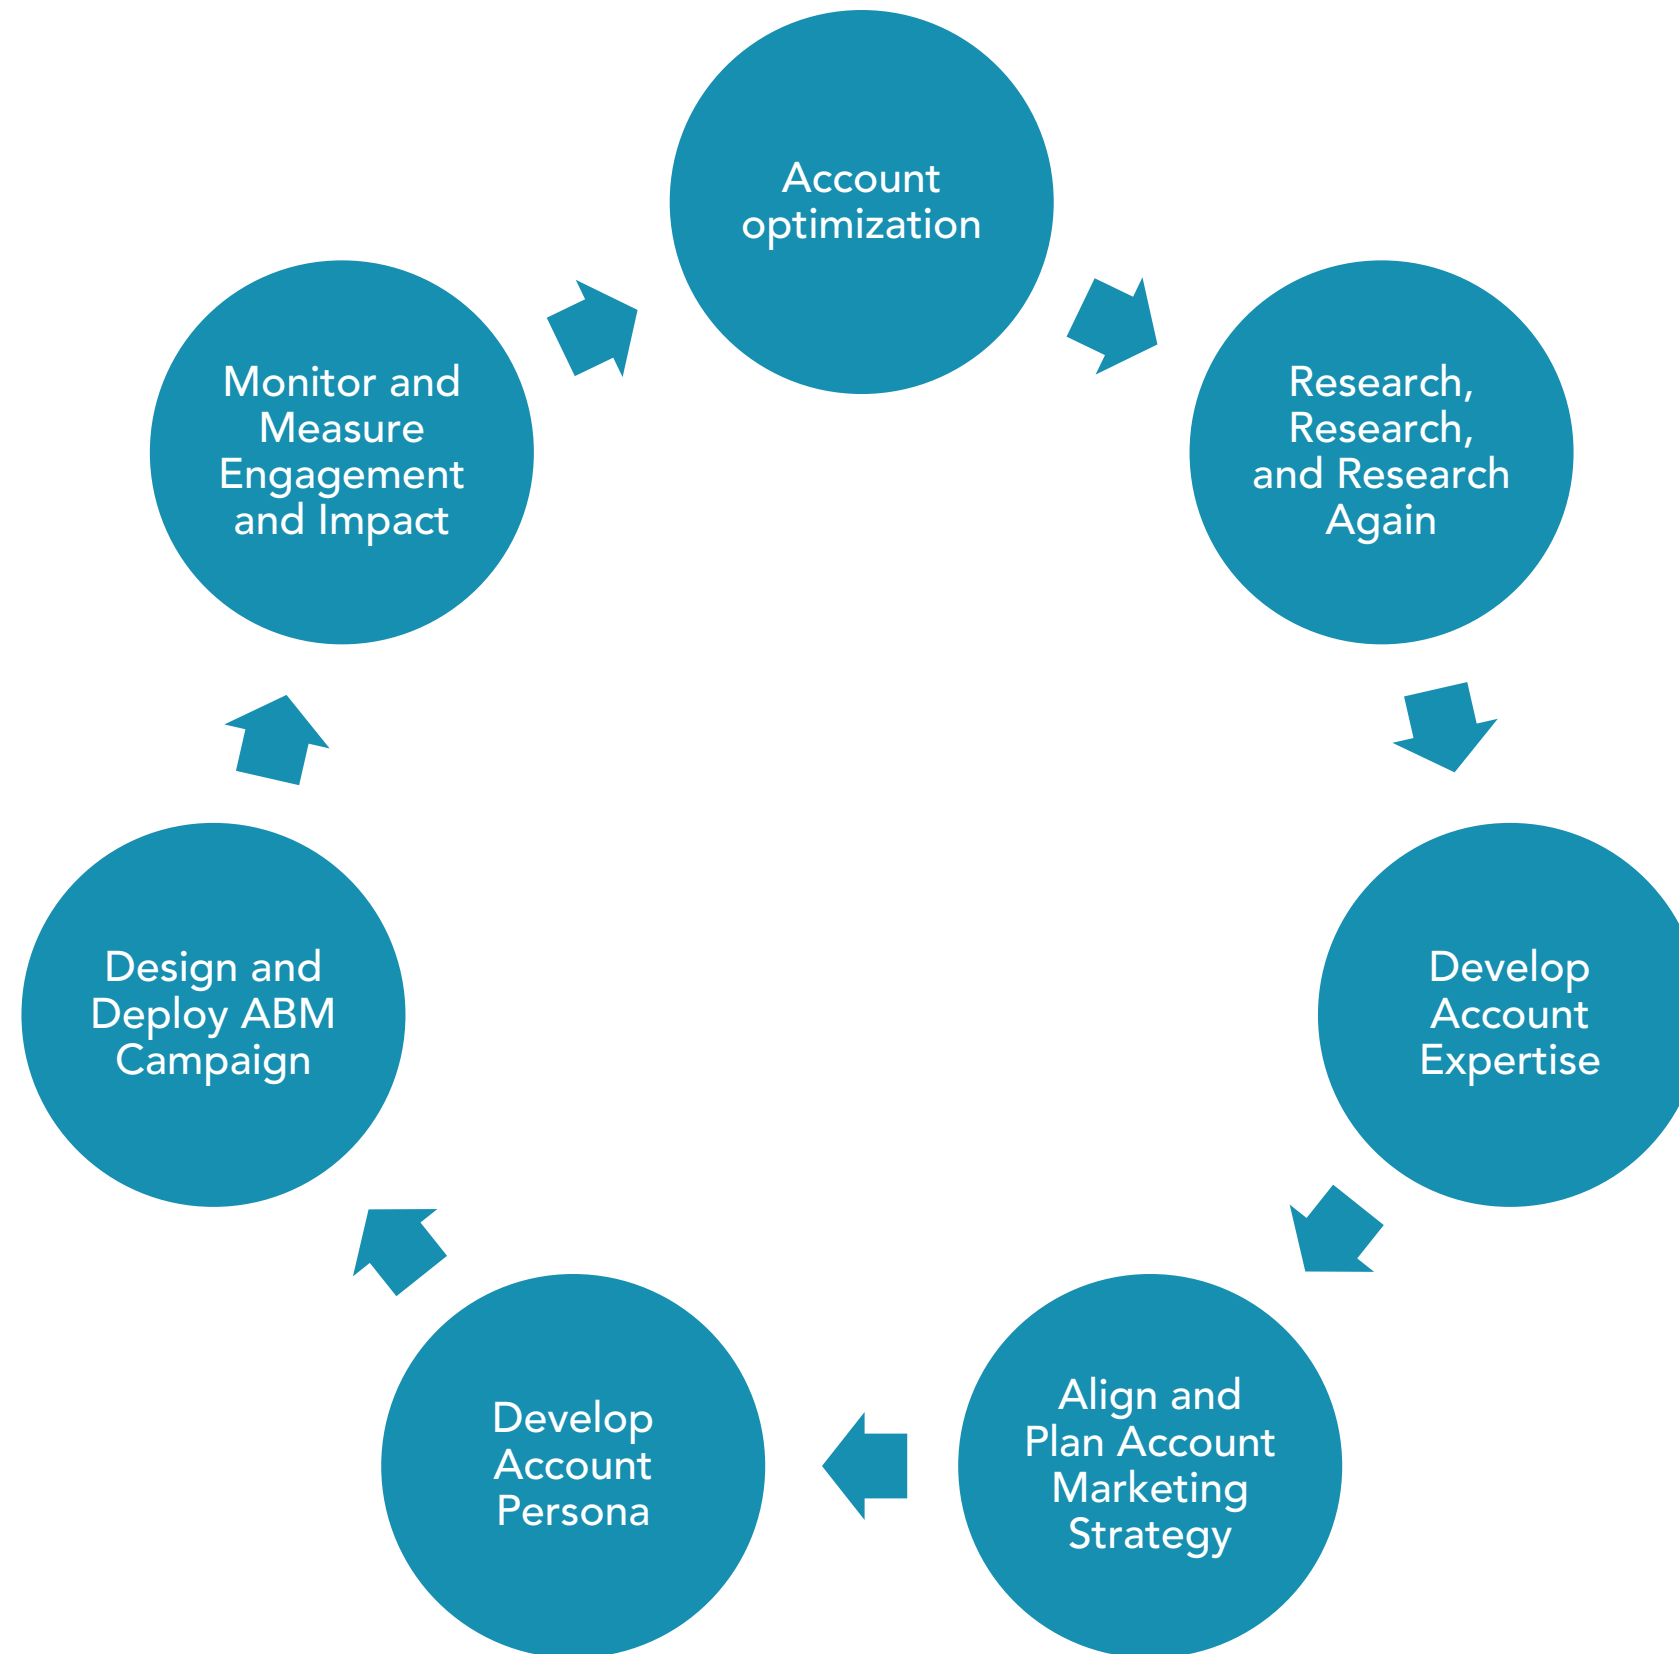 Account
optimization
Research,
Research,
and Research
Again
Develop
Account
Expertise
Align and
Plan Account
Marketing
Strategy
Develop
Account
Persona
Design and
Deploy ABM
Campaign
Monitor and
Measure
Engagement
and Impact